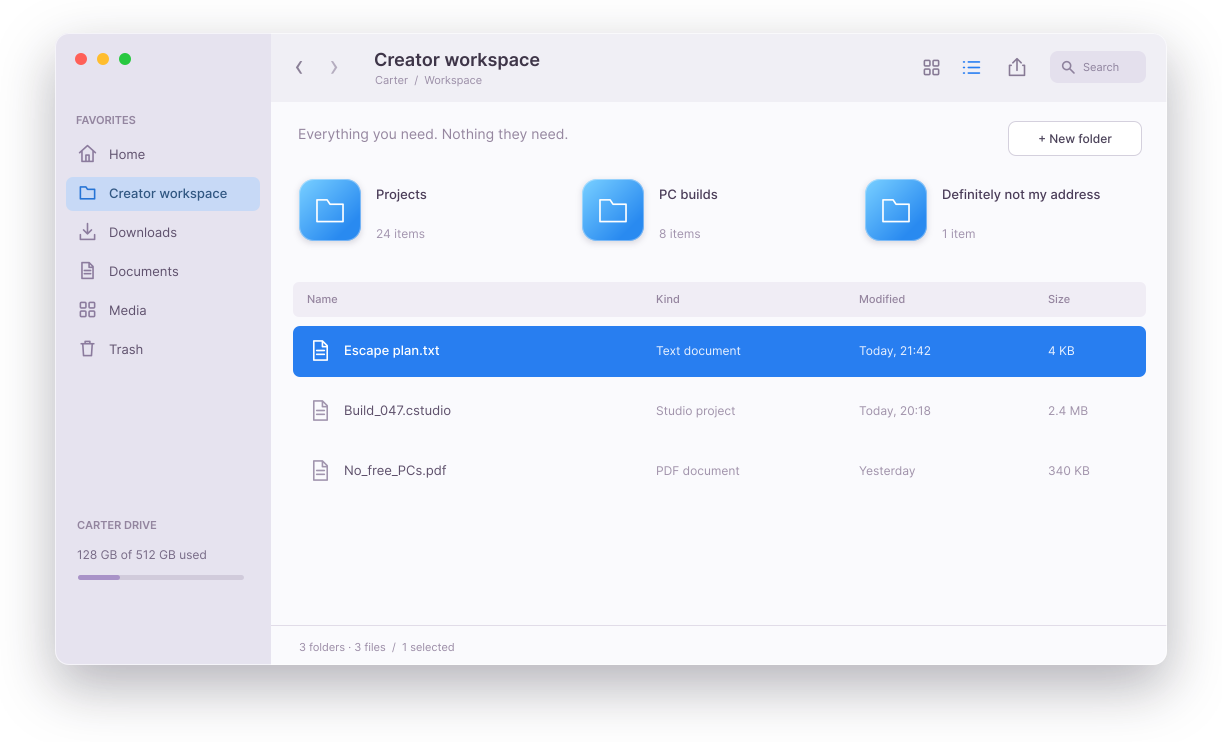 Creator workspace
Carter / Workspace
Search
FAVORITES
Home
Creator workspace
Downloads
Documents
Media
Trash
CARTER DRIVE
128 GB of 512 GB used
Everything you need. Nothing they need.
+ New folder
Projects
24 items
PC builds
8 items
Definitely not my address
1 item
Name Kind Modified Size
Escape plan.txt Text document Today, 21:42 4 KB
Build_047.cstudio Studio project Today, 20:18 2.4 MB
No_free_PCs.pdf PDF document Yesterday 340 KB
3 folders · 3 files / 1 selected